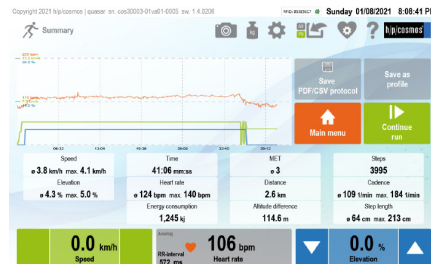 Copyright 2021 h/p/cosmos | quasar sn. cos30003-01va01-0005 sw. 1.4.0208
Sunday 01/08/2021 8:08:41 P
Summary
h/p/cosmos
Save
PDF/CSV protocol
Save as
profile
Main menu
Continue
run
Speed
ø 3.8 km/h max. 4.1 km/h
Time
41:06 mm:ss
MET
ø 3
Steps
3995
Elevation
ø 4.3 % max. 5.0 %
Heart rate
ø 124 bpm max. 140 bpm
Distance
2.6 km
Cadence
ø 109 1/min max. 184 1/min
Energy consumption
1,245 kj
Altitude difference
114.6 m
Step length
ø 64 cm max. 213 cm
0.0 km/h
Speed
Analog
RR-interval
572 ms
106 bpm
Heart rate
0.0 %
Elevation